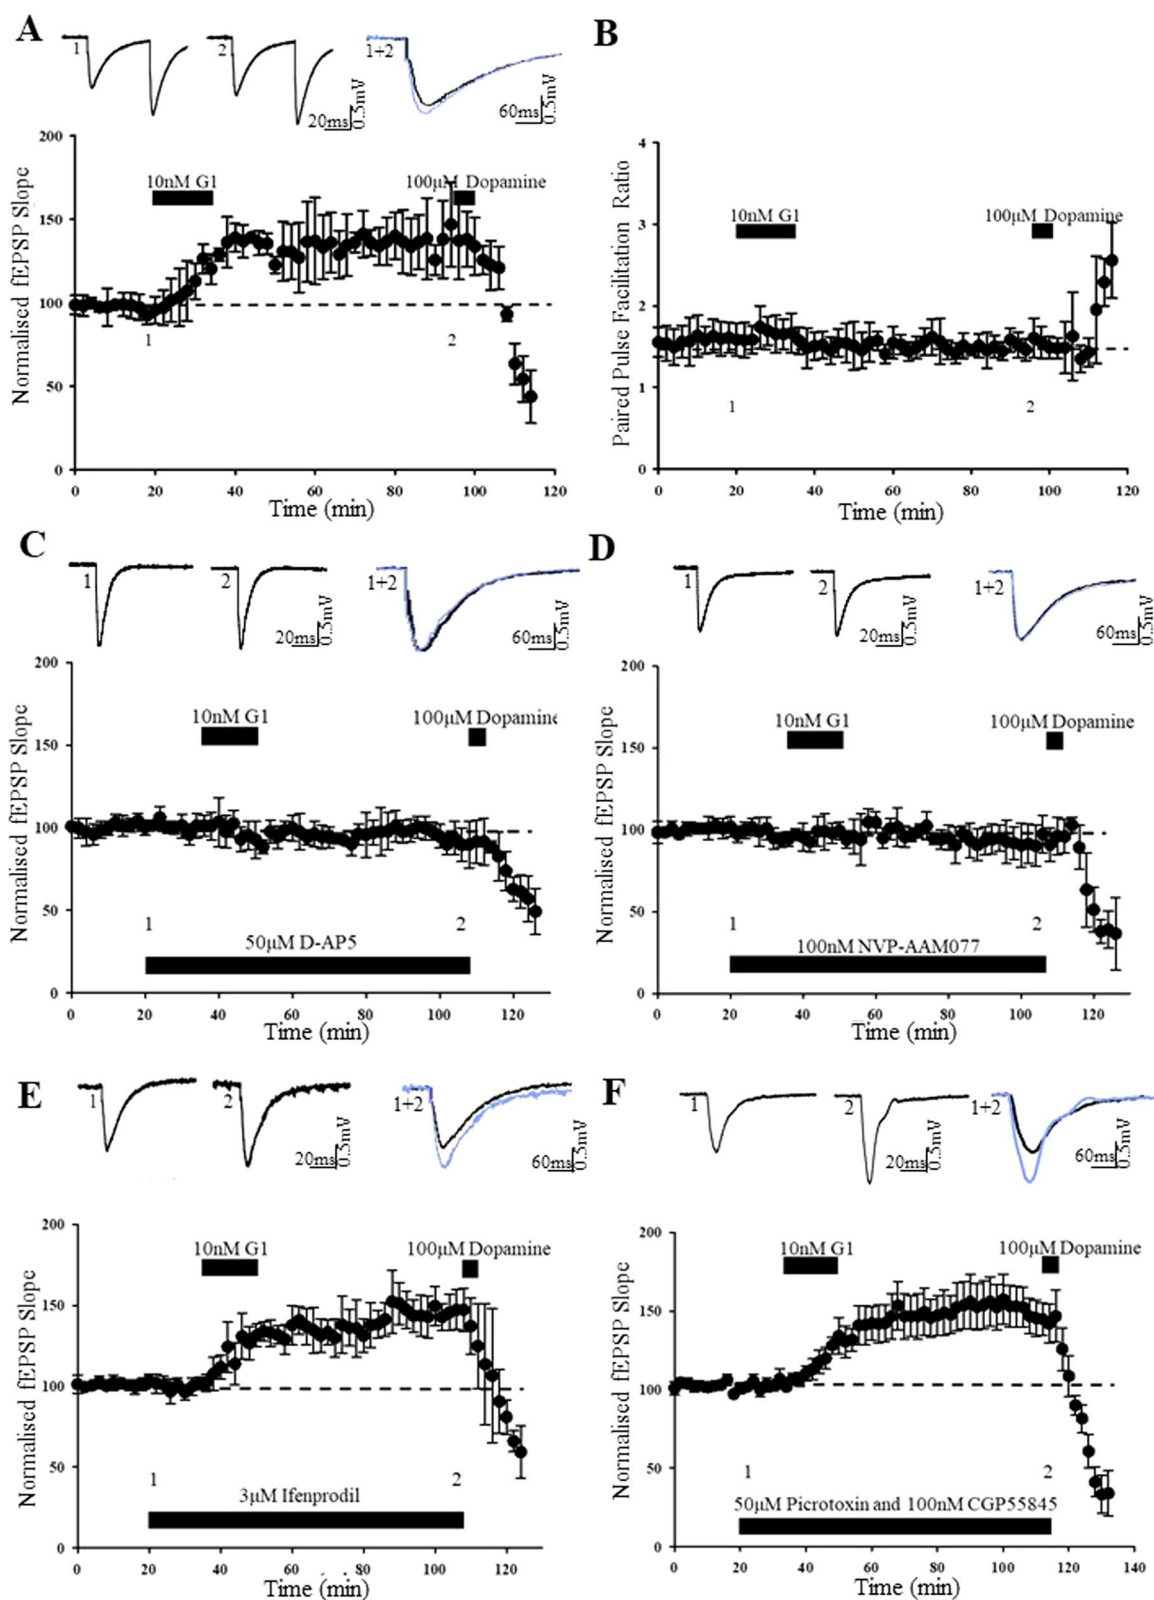 A
1
2
1+2
20ms
0.5mV
60ms
0.5mV
200
150
100
50
0
Normalised fEPSP Slope
10nM G1
100µM Dopamine
1
2
0 20 40 60 80 100 120
Time (min)
B
4
3
2
1
0
Paired Pulse Facilitation Ratio
10nM G1
100µM Dopamine
1
2
0 20 40 60 80 100 120
Time (min)
C
1
2
1+2
20ms
0.5mV
60ms
0.5mV
200
150
100
50
0
Normalised fEPSP Slope
10nM G1
100µM Dopamine
1
2
50µM D-AP5
0 20 40 60 80 100 120
Time (min)
D
1
2
1+2
20ms
0.5mV
60ms
0.5mV
200
150
100
50
0
Normalised fEPSP Slope
10nM G1
100µM Dopamine
1
2
100nM NVP-AAM077
0 20 40 60 80 100 120
Time (min)
E
1
2
1+2
20ms
0.5mV
60ms
0.5mV
200
150
100
50
0
Normalised fEPSP Slope
10nM G1
100µM Dopamine
1
2
3µM Ifenprodil
0 20 40 60 80 100 120
Time (min)
F
1
2
1+2
20ms
0.5mV
60ms
0.5mV
200
150
100
50
0
Normalised fEPSP Slope
10nM G1
100µM Dopamine
1
2
50µM Picrotoxin and 100nM CGP55845
0 20 40 60 80 100 120 140
Time (min)